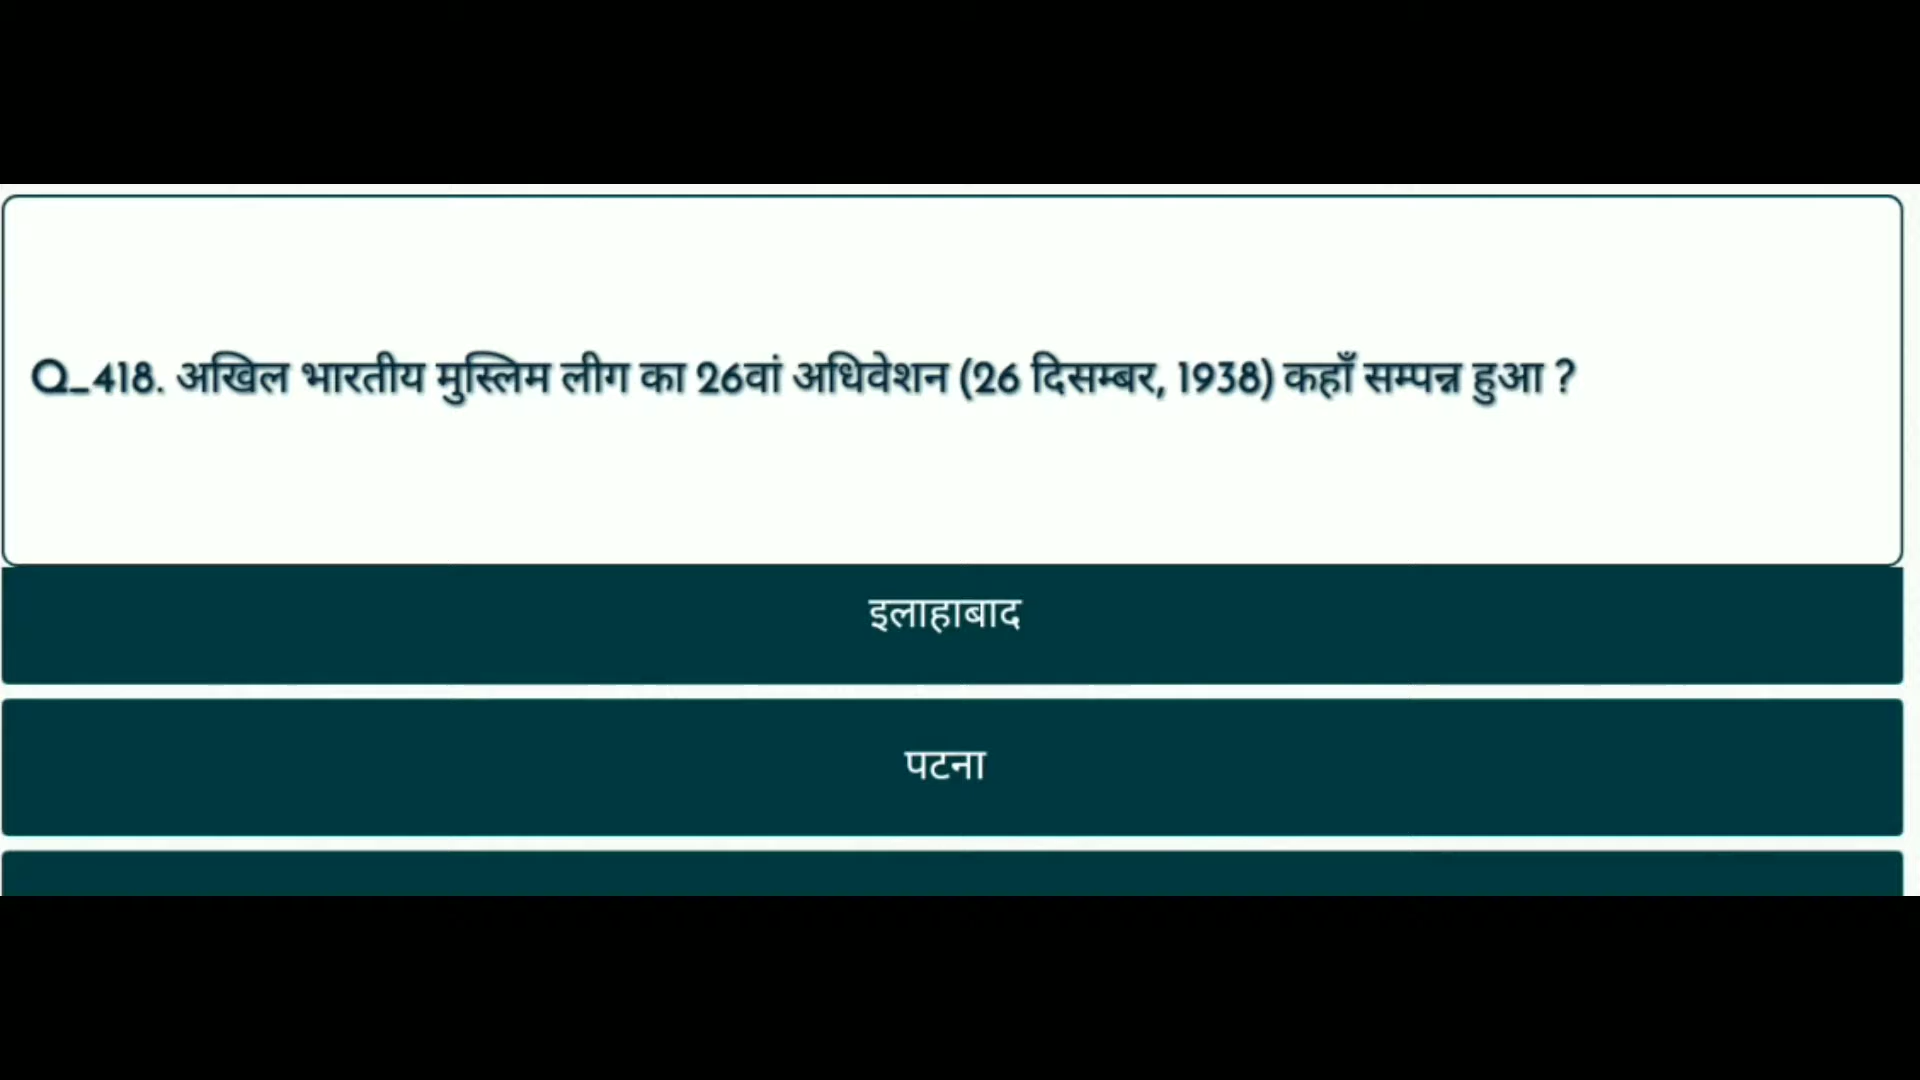 Q_418. अखिल भारतीय मुस्लिम लीग का 26वां अधिवेशन (26 दिसम्बर, 1938) कहाँ सम्पन्न हुआ ?
इलाहाबाद
पटना